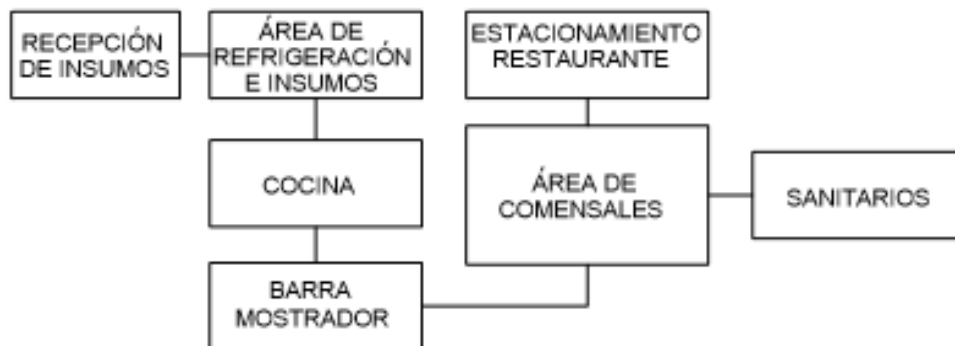 RECEPCIÓN
DE INSUMOS
ÁREA DE
REFRIGERACIÓN
E INSUMOS
ESTACIONAMIENTO
RESTAURANTE
COCINA
ÁREA DE
COMENSALES
SANITARIOS
BARRA
MOSTRADOR